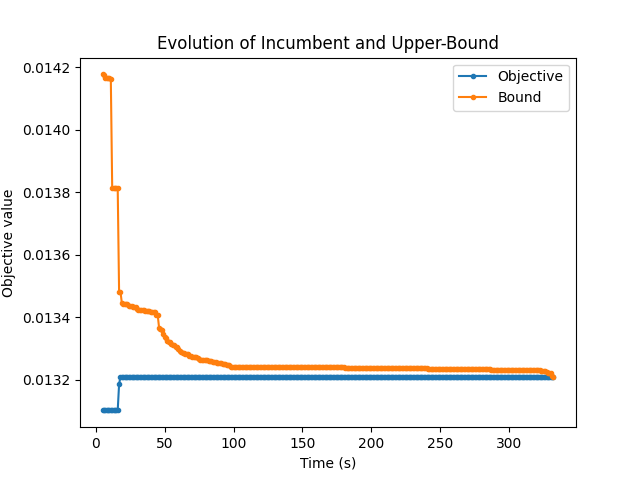 Evolution of Incumbent and Upper-Bound
Objective
Bound
Objective value
0.0142
0.0140
0.0138
0.0136
0.0134
0.0132
0
50
100
150
200
250
300
Time (s)